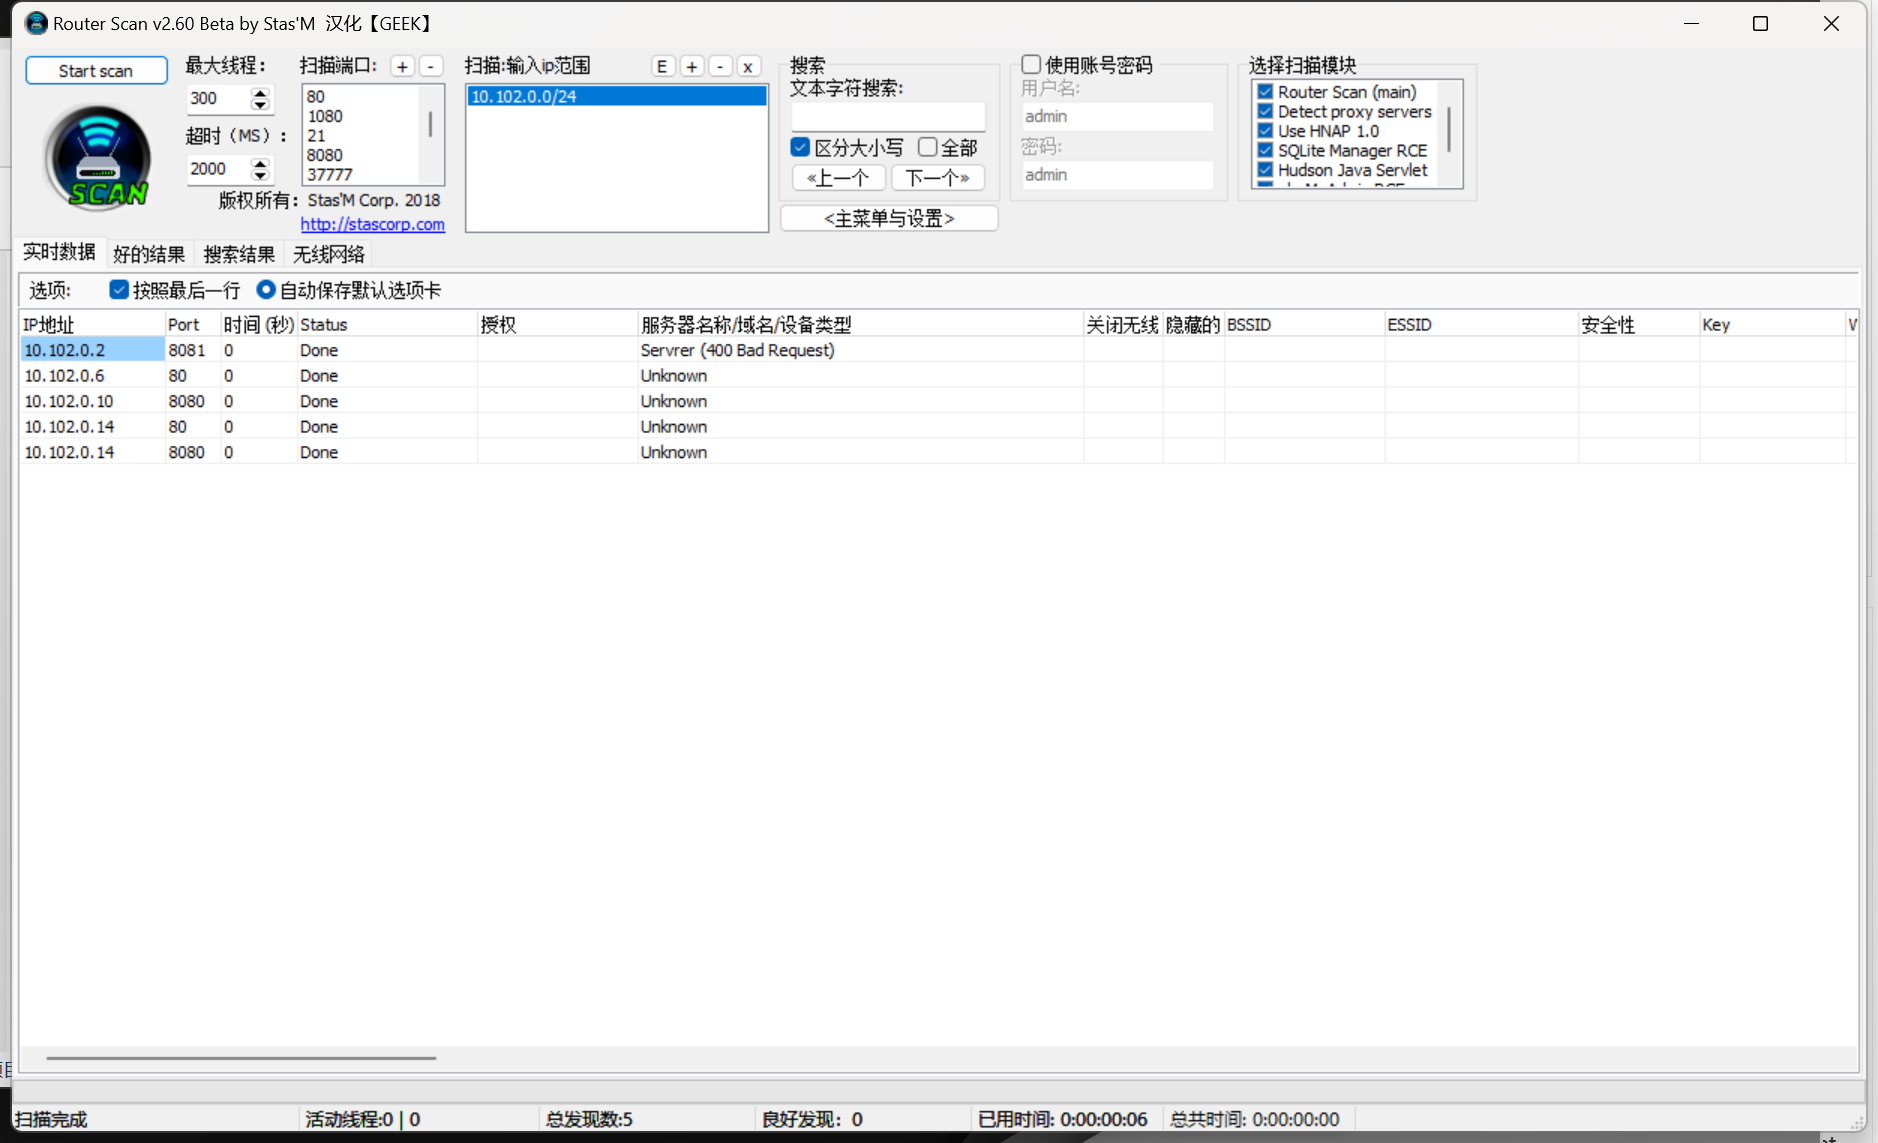 Router Scan v2.60 Beta by Stas'M 汉化【GEEK】
Start scan
最大线程:
300
超时（MS）:
2000
扫描端口: + -
80
1080
21
8080
37777
版权所有: Stas'M Corp. 2018
http://stascorp.com
SCAN
扫描:输入ip范围 E + - x
10.102.0.0/24
搜索
文本字符搜索:
区分大小写 全部
«上一个 下一个»
<主菜单与设置>
使用账号密码
用户名:
admin
密码:
admin
选择扫描模块
Router Scan (main)
Detect proxy servers
Use HNAP 1.0
SQLite Manager RCE
Hudson Java Servlet
实时数据 好的结果 搜索结果 无线网络
选项: 按照最后一行 自动保存默认选项卡
IP地址 Port 时间 (秒) Status 授权 服务器名称/域名/设备类型 关闭无线 隐藏的 BSSID ESSID 安全性 Key
10.102.0.2 8081 0 Done Servrer (400 Bad Request)
10.102.0.6 80 0 Done Unknown
10.102.0.10 8080 0 Done Unknown
10.102.0.14 80 0 Done Unknown
10.102.0.14 8080 0 Done Unknown
扫描完成 活动线程:0 | 0 总发现数:5 良好发现: 0 已用时间: 0:00:00:06 总共时间: 0:00:00:00